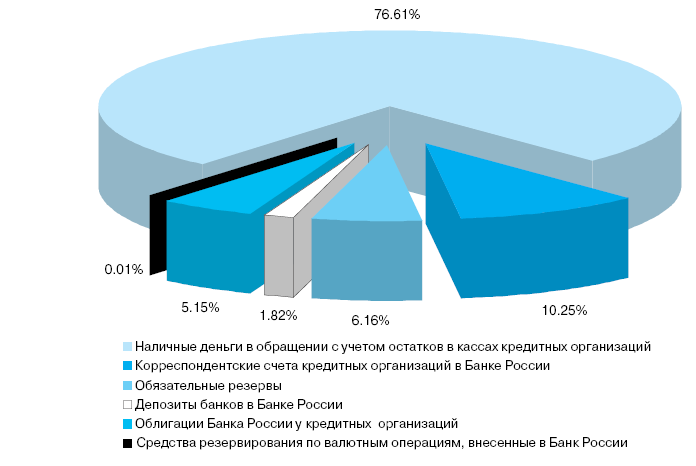 76.61%
0.01%
5.15%
1.82%
6.16%
10.25%
Наличные деньги в обращении с учетом остатков в кассах кредитных организаций
Корреспондентские счета кредитных организаций в Банке России
Обязательные резервы
Депозиты банков в Банке России
Облигации Банка России у кредитных организаций
Средства резервирования по валютным операциям, внесенные в Банк России